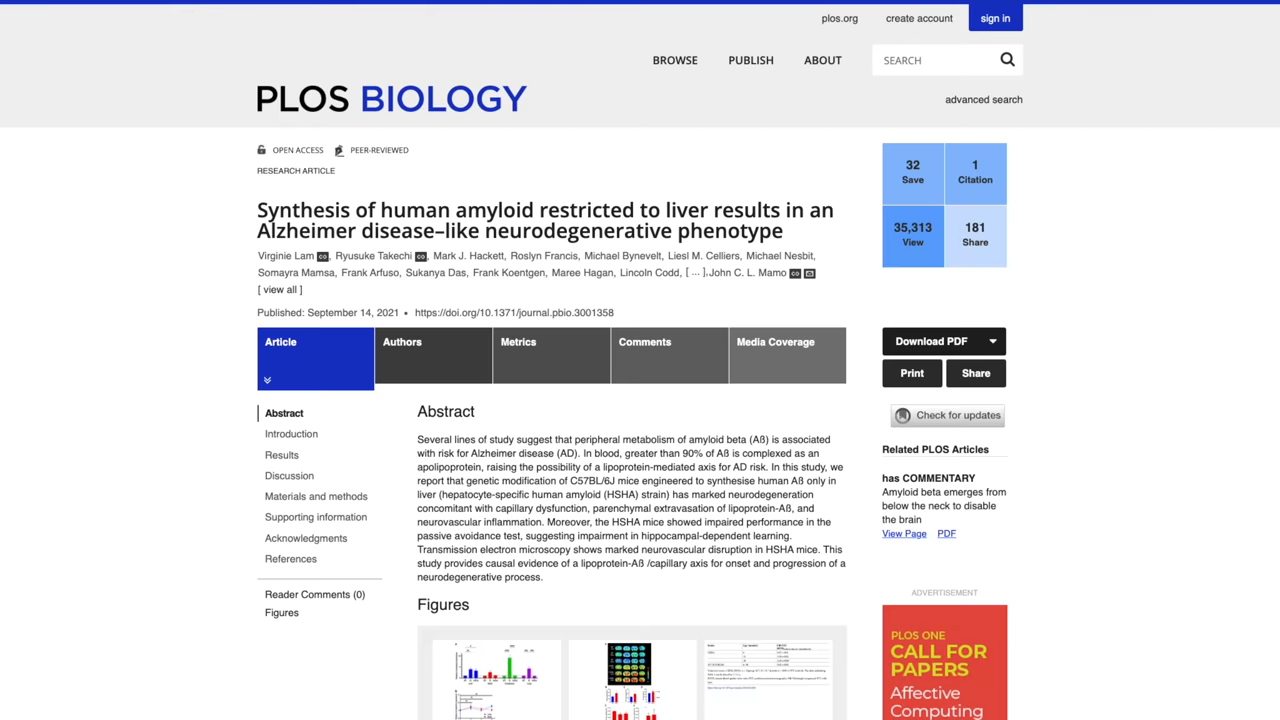 plos.org
create account
sign in
BROWSE
PUBLISH
ABOUT
SEARCH
PLOS BIOLOGY
advanced search
OPEN ACCESS
PEER-REVIEWED
RESEARCH ARTICLE
32
Save
1
Citation
35,313
View
181
Share
Synthesis of human amyloid restricted to liver results in an
Alzheimer disease–like neurodegenerative phenotype
Virginie Lam, Ryusuke Takechi, Mark J. Hackett, Roslyn Francis, Michael Bynevelt, Liesl M. Celliers, Michael Nesbit,
Somayra Mamsa, Frank Arfuso, Sukanya Das, Frank Koentgen, Maree Hagan, Lincoln Codd, [ ... ], John C. L. Mamo
[ view all ]
Published: September 14, 2021 • https://doi.org/10.1371/journal.pbio.3001358
Article
Authors
Metrics
Comments
Media Coverage
Download PDF
Print
Share
Check for updates
Abstract
Introduction
Results
Discussion
Materials and methods
Supporting information
Acknowledgments
References
Reader Comments (0)
Figures
Abstract
Several lines of study suggest that peripheral metabolism of amyloid beta (Aß) is associated
with risk for Alzheimer disease (AD). In blood, greater than 90% of Aß is complexed as an
apolipoprotein, raising the possibility of a lipoprotein-mediated axis for AD risk. In this study, we
report that genetic modification of C57BL/6J mice engineered to synthesise human Aß only in
liver (hepatocyte-specific human amyloid (HSHA) strain) has marked neurodegeneration
concomitant with capillary dysfunction, parenchymal extravasation of lipoprotein-Aß, and
neurovascular inflammation. Moreover, the HSHA mice showed impaired performance in the
passive avoidance test, suggesting impairment in hippocampal-dependent learning.
Transmission electron microscopy shows marked neurovascular disruption in HSHA mice. This
study provides causal evidence of a lipoprotein-Aß /capillary axis for onset and progression of a
neurodegenerative process.
Figures
Related PLOS Articles
has COMMENTARY
Amyloid beta emerges from
below the neck to disable
the brain
View Page
PDF
ADVERTISEMENT
PLOS ONE
CALL FOR
PAPERS
Affective
Computing